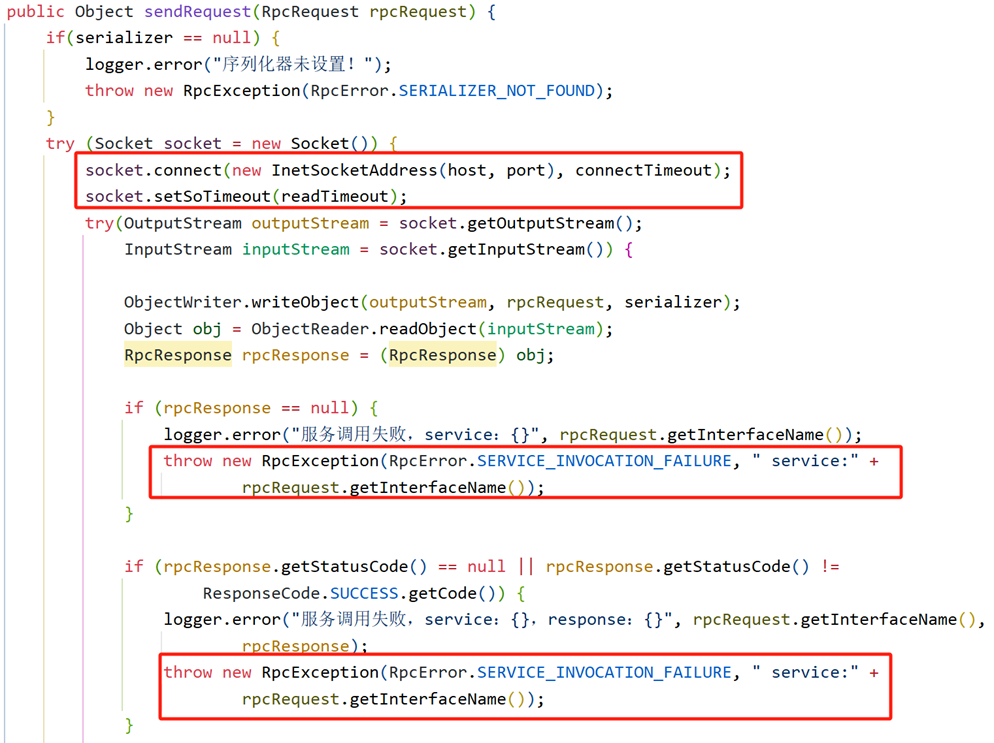 public Object sendRequest(RpcRequest rpcRequest) {
if(serializer == null) {
logger.error("序列化器未设置！");
throw new RpcException(RpcError.SERIALIZER_NOT_FOUND);
}
try (Socket socket = new Socket()) {
socket.connect(new InetSocketAddress(host, port), connectTimeout);
socket.setSoTimeout(readTimeout);
try(OutputStream outputStream = socket.getOutputStream();
InputStream inputStream = socket.getInputStream()) {
ObjectWriter.writeObject(outputStream, rpcRequest, serializer);
Object obj = ObjectReader.readObject(inputStream);
RpcResponse rpcResponse = (RpcResponse) obj;
if (rpcResponse == null) {
logger.error("服务调用失败，service：{}", rpcRequest.getInterfaceName());
throw new RpcException(RpcError.SERVICE_INVOCATION_FAILURE, " service:" +
rpcRequest.getInterfaceName());
}
if (rpcResponse.getStatusCode() == null || rpcResponse.getStatusCode() !=
ResponseCode.SUCCESS.getCode()) {
logger.error("服务调用失败，service：{}，response：{}", rpcRequest.getInterfaceName(),
rpcResponse);
throw new RpcException(RpcError.SERVICE_INVOCATION_FAILURE, " service:" +
rpcRequest.getInterfaceName());
}